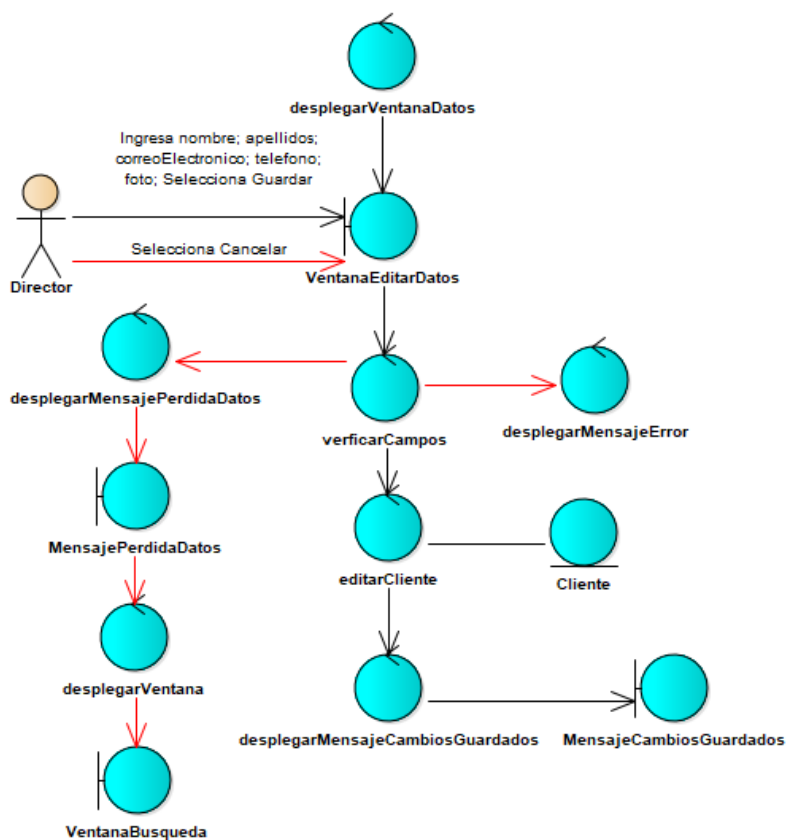 desplegarVentanaDatos
Ingresa nombre; apellidos;
correoElectronico; telefono;
foto; Selecciona Guardar
Selecciona Cancelar
Director
VentanaEditarDatos
desplegarMensajePerdidaDatos
verficarCampos
desplegarMensajeError
MensajePerdidaDatos
editarCliente
Cliente
desplegarVentana
desplegarMensajeCambiosGuardados
MensajeCambiosGuardados
VentanaBusqueda